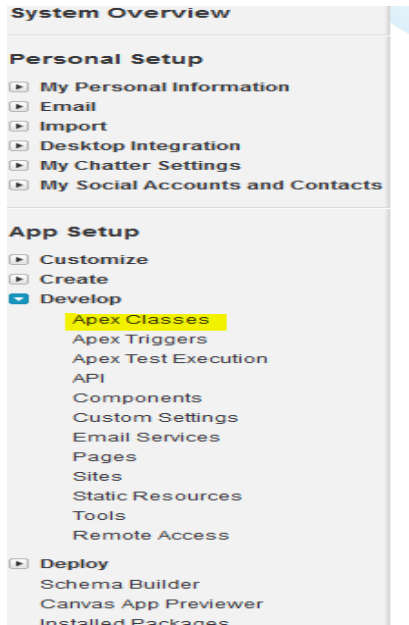 System Overview
Personal Setup
My Personal Information
Email
Import
Desktop Integration
My Chatter Settings
My Social Accounts and Contacts
App Setup
Customize
Create
Develop
Apex Classes
Apex Triggers
Apex Test Execution
API
Components
Custom Settings
Email Services
Pages
Sites
Static Resources
Tools
Remote Access
Deploy
Schema Builder
Canvas App Previewer
Installed Packages